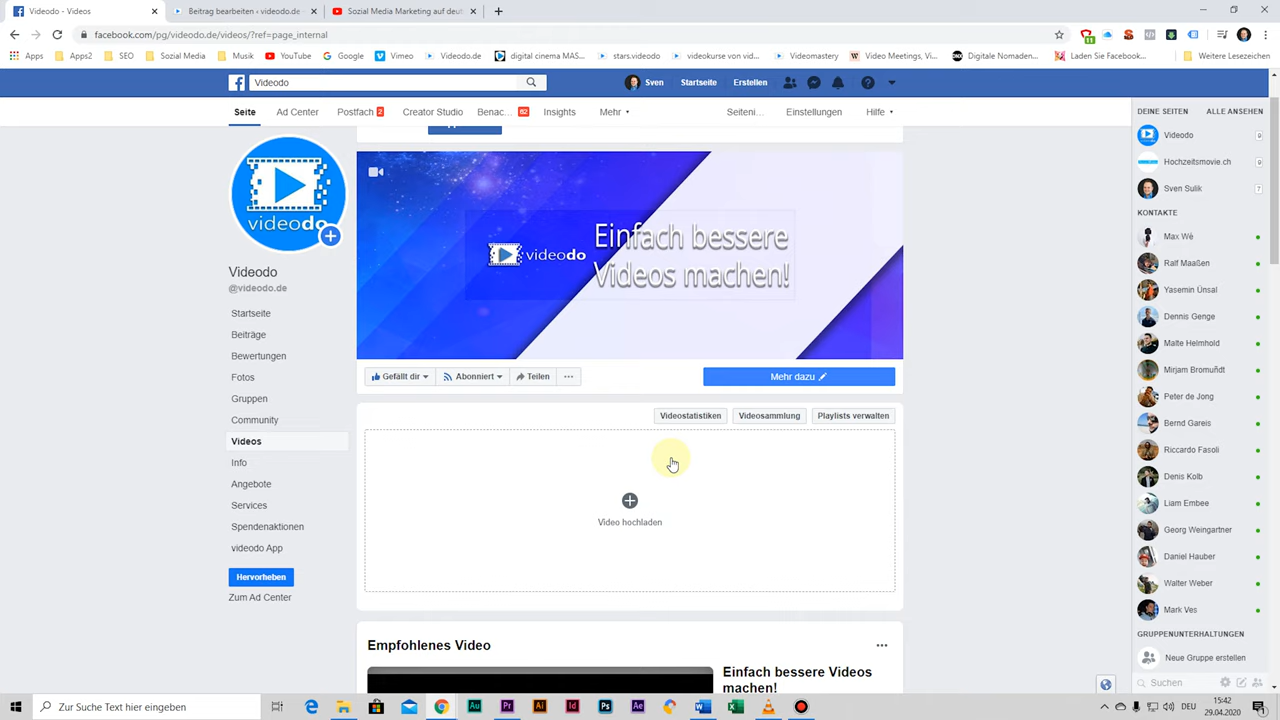 Videodo - Videos
Beitrag bearbeiten ‹ videodo.de -
Sozial Media Marketing auf deut
facebook.com/pg/videodo.de/videos/?ref=page_internal
Apps Apps2 SEO Sozial Media Musik YouTube Google Vimeo Videodo.de digital cinema MAS... stars.videodo videokurse von vid... Videomastery Video Meetings, Vi... Digitale Nomaden... Laden Sie Facebook... Weitere Lesezeichen
Videodo
Sven Startseite Erstellen
Seite Ad Center Postfach 2 Creator Studio Benac... 82 Insights Mehr Seiteni... Einstellungen Hilfe
videodo
Einfach bessere
Videos machen!
videodo
Videodo
@videodo.de
Startseite
Beiträge
Bewertungen
Fotos
Gruppen
Community
Videos
Info
Angebote
Services
Spendenaktionen
videodo App
Hervorheben
Zum Ad Center
Gefällt dir Abonniert Teilen ... Mehr dazu
Videostatistiken Videosammlung Playlists verwalten
Video hochladen
Empfohlenes Video ...
Einfach bessere Videos
machen!
DEINE SEITEN ALLE ANSEHEN
Videodo
Hochzeitsmovie.ch
Sven Sulik 7
KONTAKTE
Max Wê
Ralf Maaßen
Yasemin Ünsal
Dennis Genge
Malte Helmhold
Mirjam Bromuñdt
Peter de Jong
Bernd Gareis
Riccardo Fasoli
Denis Kolb
Liam Embee
Georg Weingartner
Daniel Hauber
Walter Weber
Mark Ves
GRUPPENUNTERHALTUNGEN
Neue Gruppe erstellen
Suchen
Zur Suche Text hier eingeben
DEU
15:42
29.04.2020